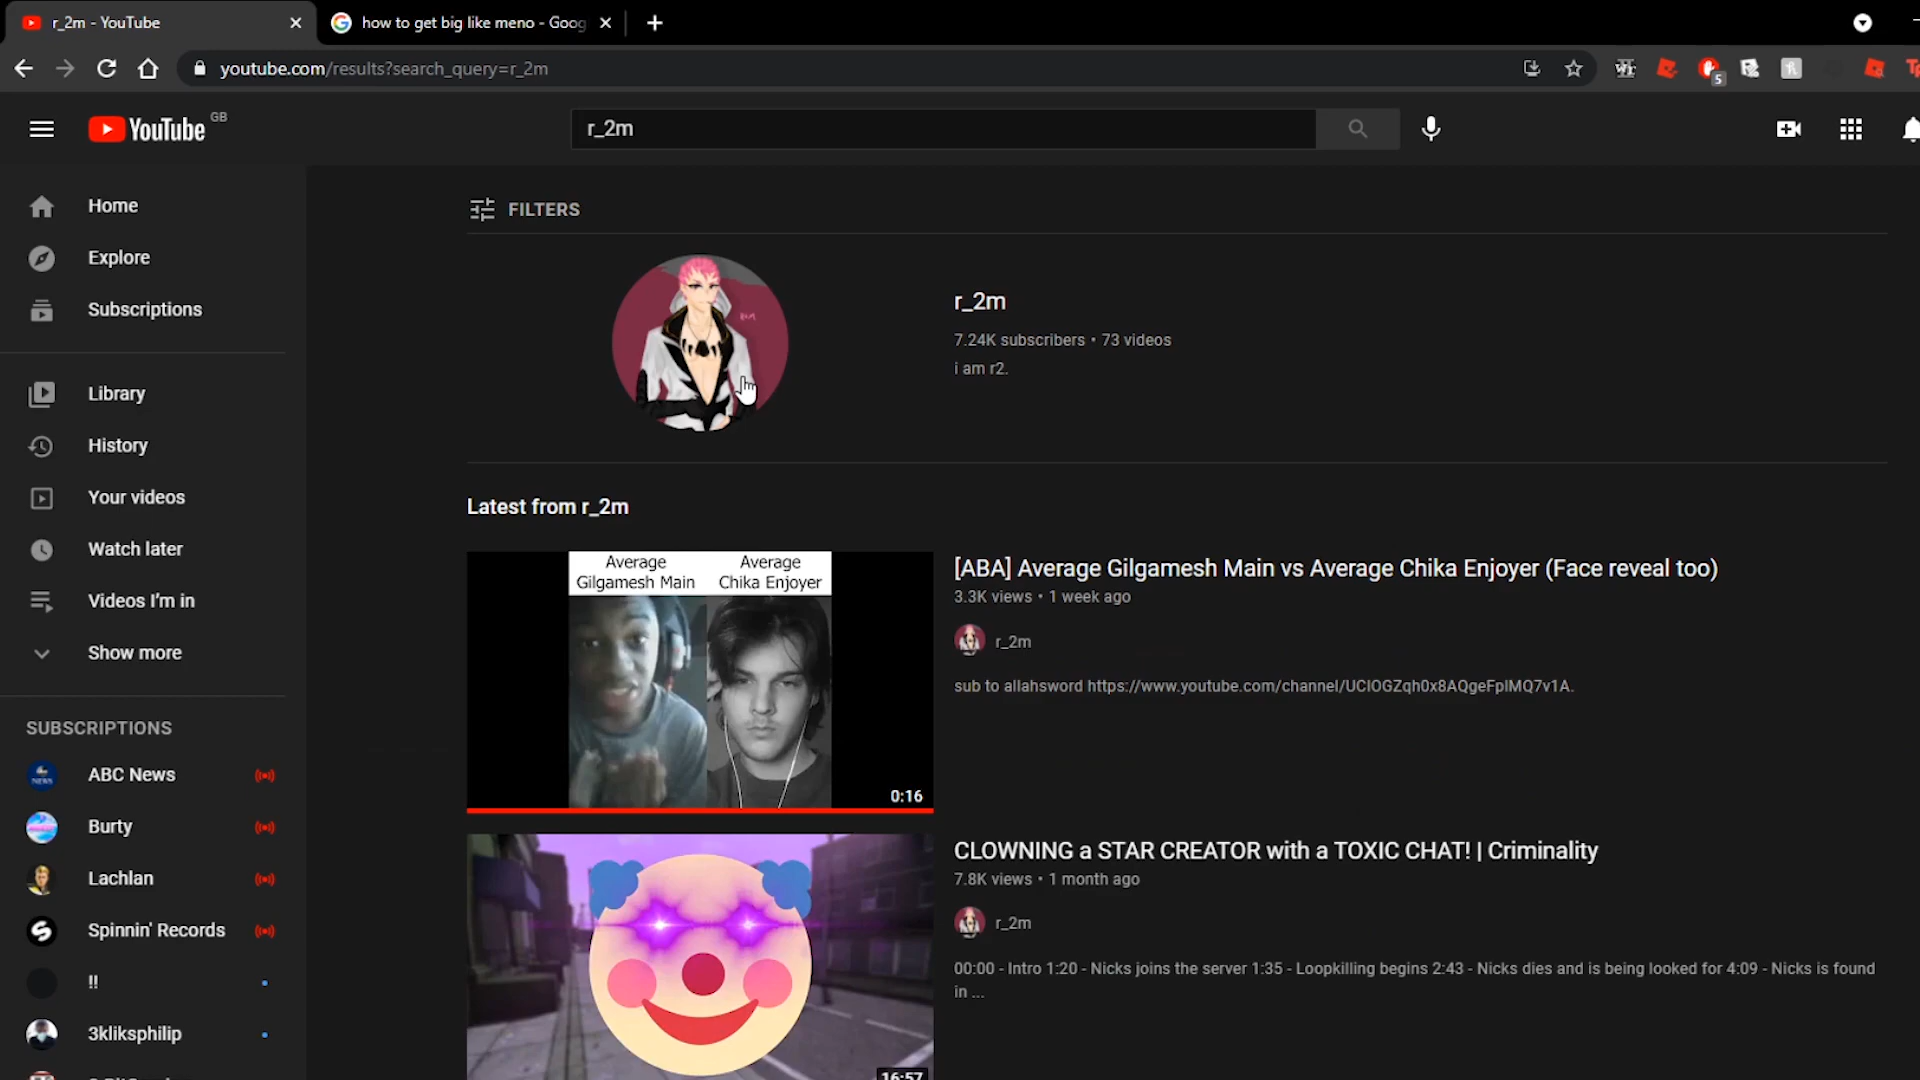 r_2m - YouTube
how to get big like meno - Goog
youtube.com/results?search_query=r_2m
5
YouTube GB
r_2m
Home
Explore
Subscriptions
Library
History
Your videos
Watch later
Videos I'm in
Show more
SUBSCRIPTIONS
ABC News
Burty
Lachlan
Spinnin' Records
!!
3kliksphilip
FILTERS
r_2m
7.24K subscribers • 73 videos
i am r2.
Latest from r_2m
Average Gilgamesh Main
Average Chika Enjoyer
0:16
[ABA] Average Gilgamesh Main vs Average Chika Enjoyer (Face reveal too)
3.3K views • 1 week ago
r_2m
sub to allahsword https://www.youtube.com/channel/UCIOGZqh0x8AQgeFpIMQ7v1A.
16:57
CLOWNING a STAR CREATOR with a TOXIC CHAT! | Criminality
7.8K views • 1 month ago
r_2m
00:00 - Intro 1:20 - Nicks joins the server 1:35 - Loopkilling begins 2:43 - Nicks dies and is being looked for 4:09 - Nicks is found
in ...